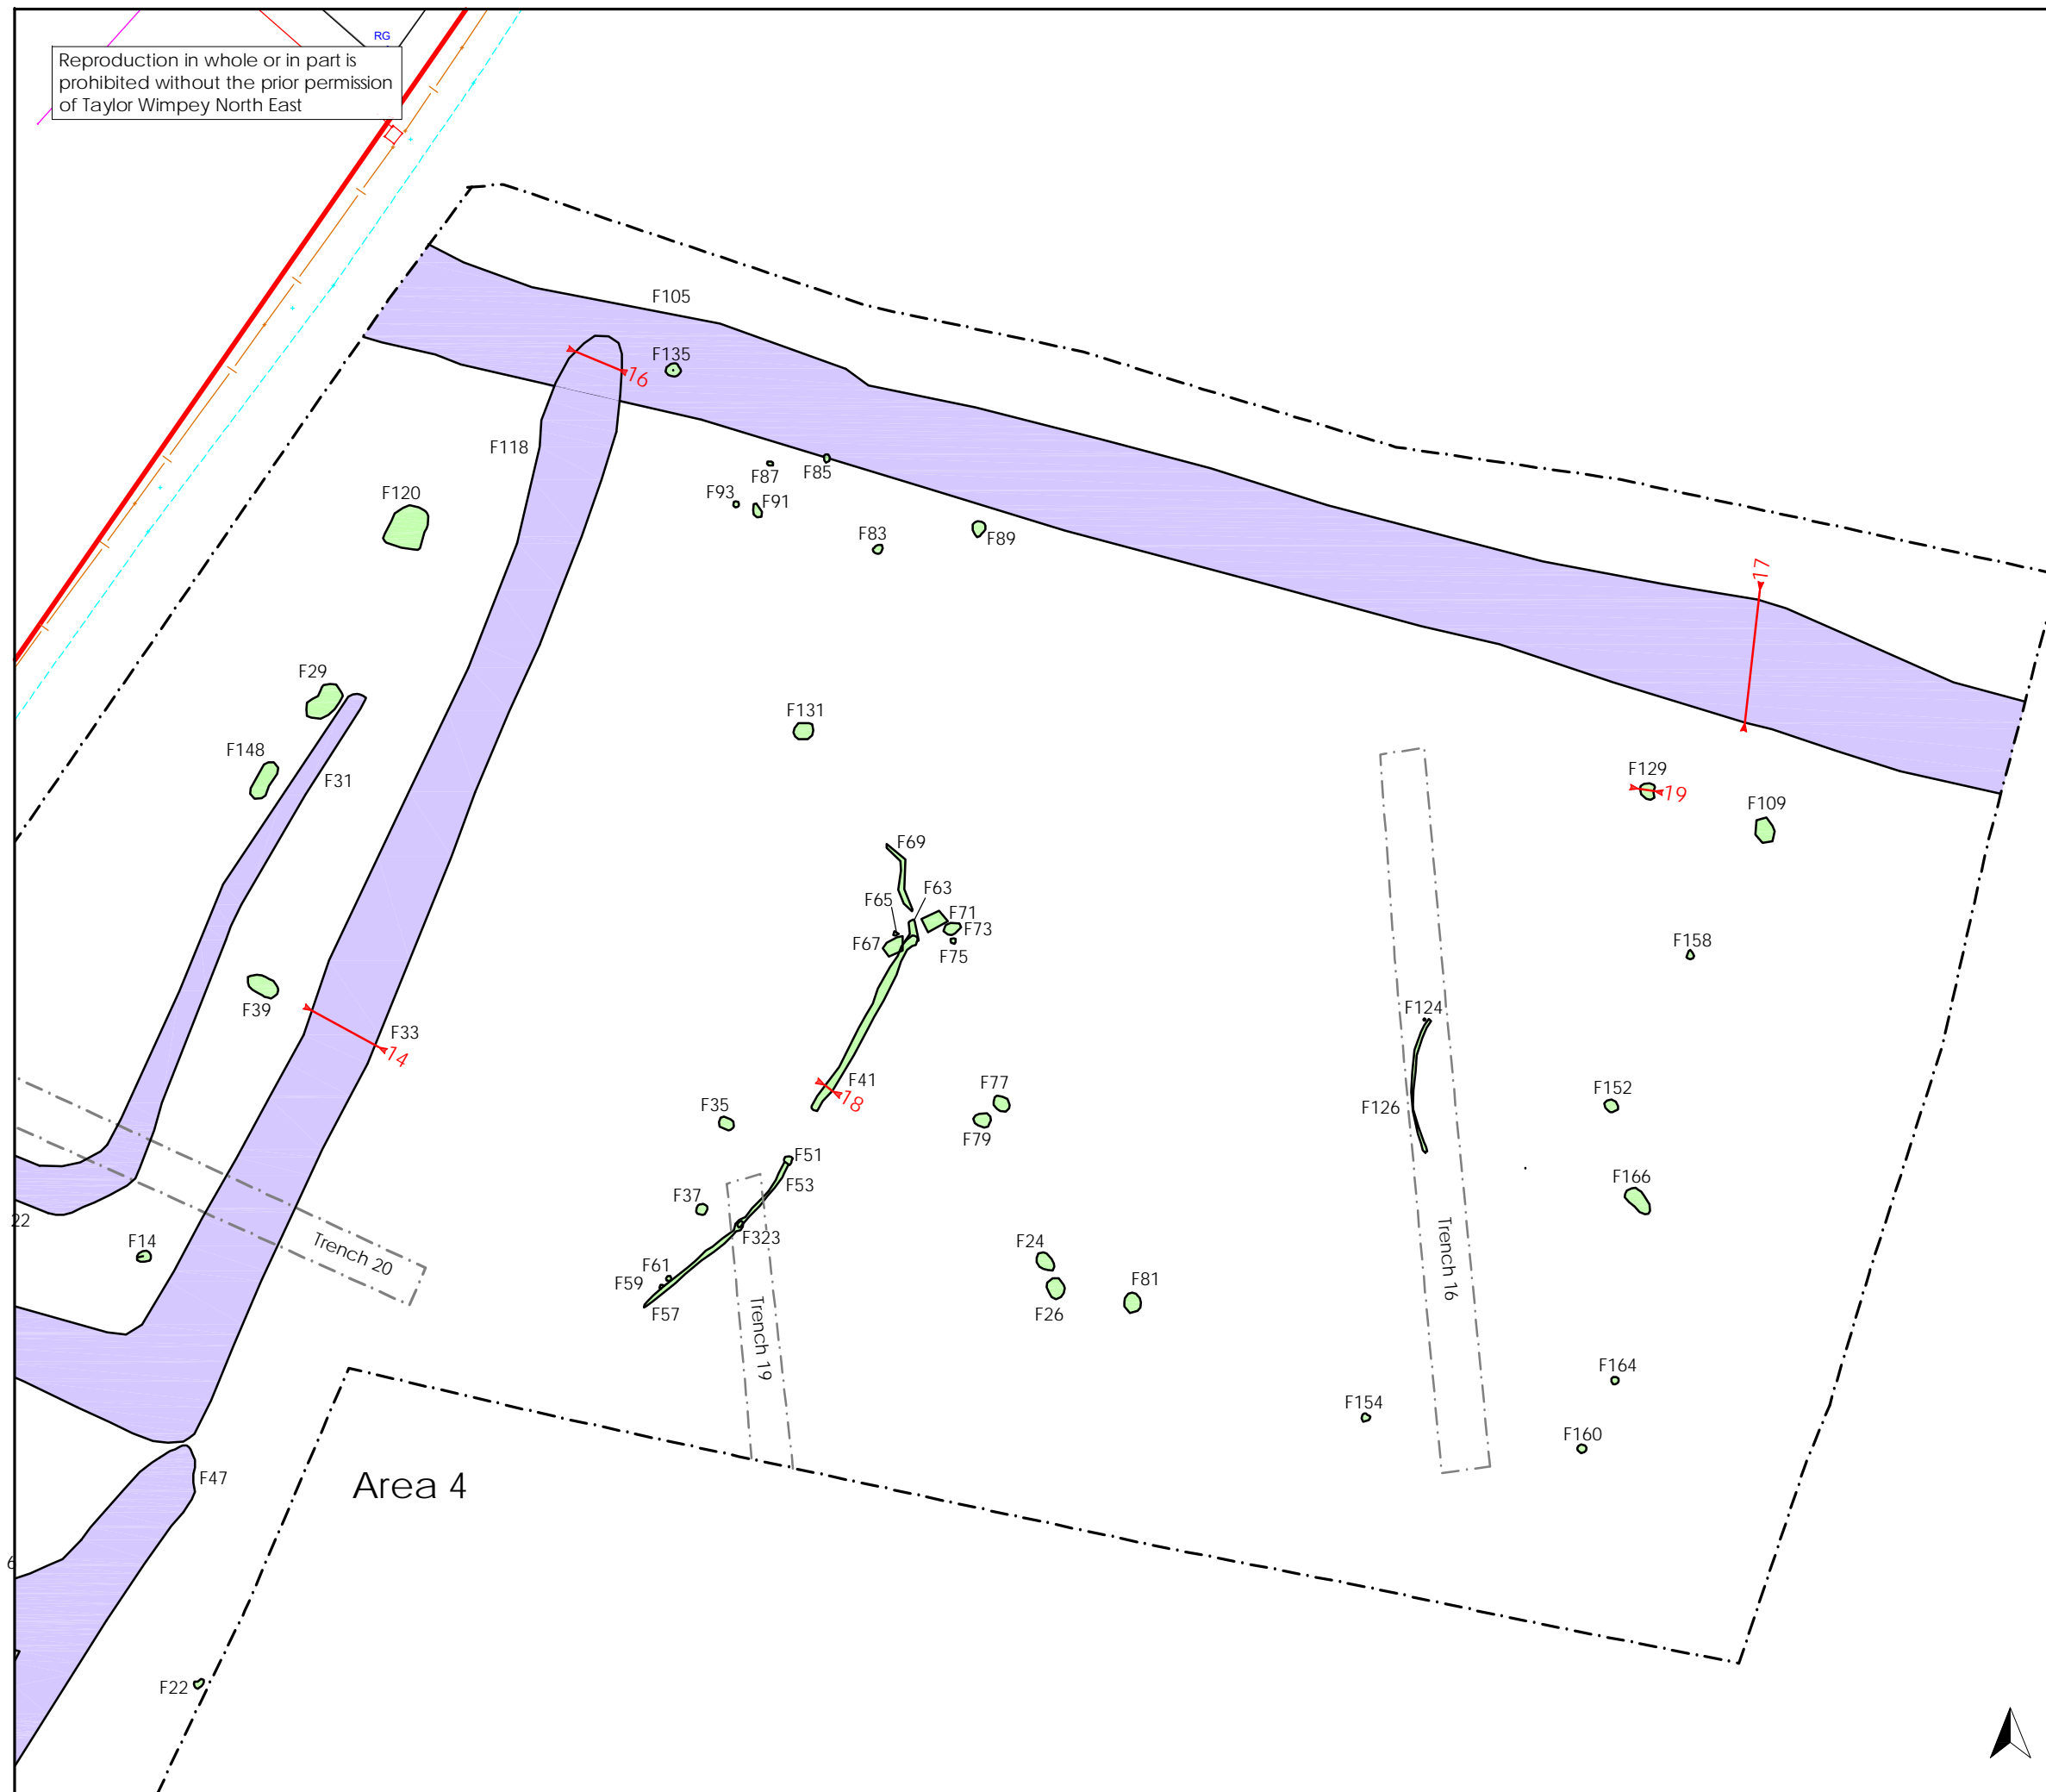 RG
Reproduction in whole or in part is
prohibited without the prior permission
of Taylor Wimpey North East
F105
F135
16
F118
F87
F85
F93
F91
F120
F83
F89
17
F29
F131
F148
F31
F129
19
F109
F69
F63
F65
F71
F73
F67
F75
F158
F39
F33
14
F124
F41
18
F77
F35
F126
F152
F79
F51
F53
F37
F166
22
F14
Trench 20
F323
F24
Trench 16
F61
F59
F57
F26
F81
Trench 19
F164
F154
F160
F47
Area 4
6
F22